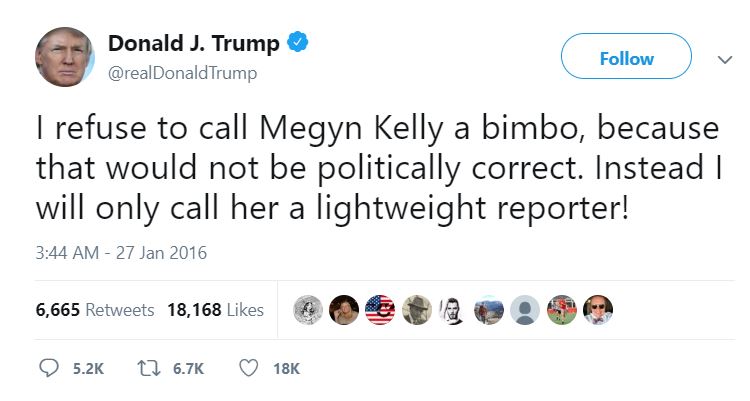 Donald J. Trump
@realDonaldTrump
Follow
I refuse to call Megyn Kelly a bimbo, because
that would not be politically correct. Instead I
will only call her a lightweight reporter!
3:44 AM - 27 Jan 2016
6,665 Retweets 18,168 Likes
5.2K 6.7K 18K